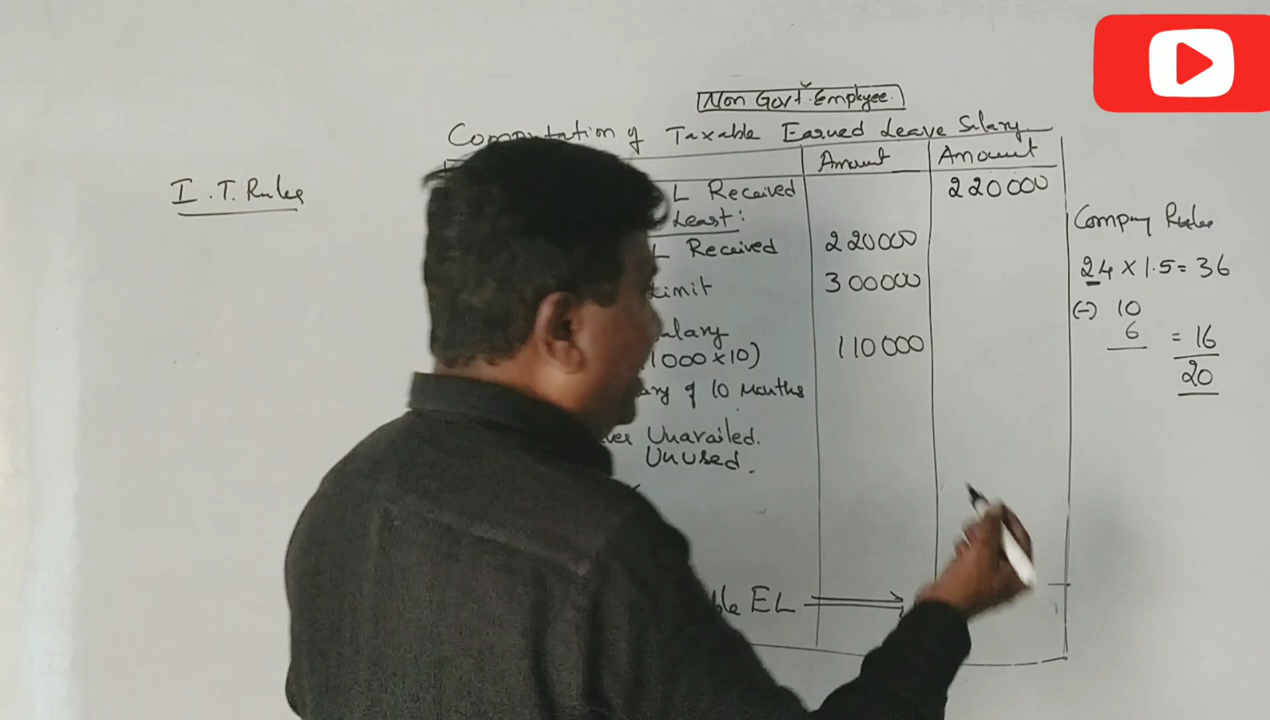 Non Govt. Employee.
Computation of Taxable Earned Leave Salary
Amount Amount
L Received 220000
Least:
L Received 220000
Limit 300000
alary
1000 x 10) 110000
ary of 10 Months
Unavailed.
Unused.
EL
I.T. Rules
Company Rules
24 x 1.5 = 36
(-) 10
6 = 16
20